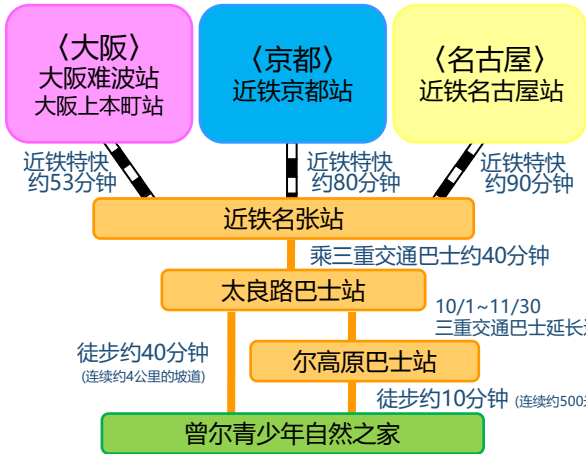 〈大阪〉
大阪难波站
大阪上本町站
〈京都〉
近铁京都站
〈名古屋〉
近铁名古屋站
近铁特快
约53分钟
近铁特快
约80分钟
近铁特快
约90分钟
近铁名张站
乘三重交通巴士约40分钟
太良路巴士站
10/1~11/30
三重交通巴士延长
徒步约40分钟
(连续约4公里的坡道)
尔高原巴士站
徒步约10分钟 (连续约500
曾尔青少年自然之家